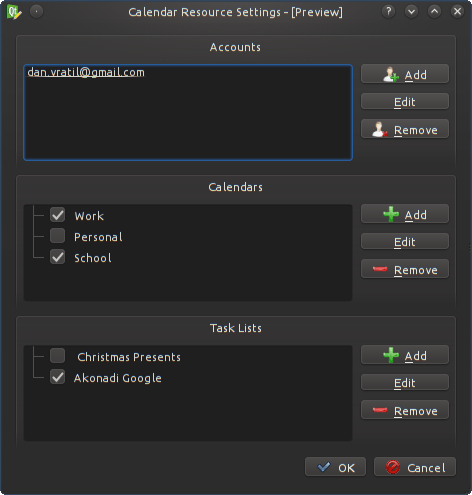 Calendar Resource Settings - [Preview]
Accounts
dan.vratil@gmail.com
Add
Edit
Remove
Calendars
Work
Personal
School
Add
Edit
Remove
Task Lists
Christmas Presents
Akonadi Google
Add
Edit
Remove
OK
Cancel